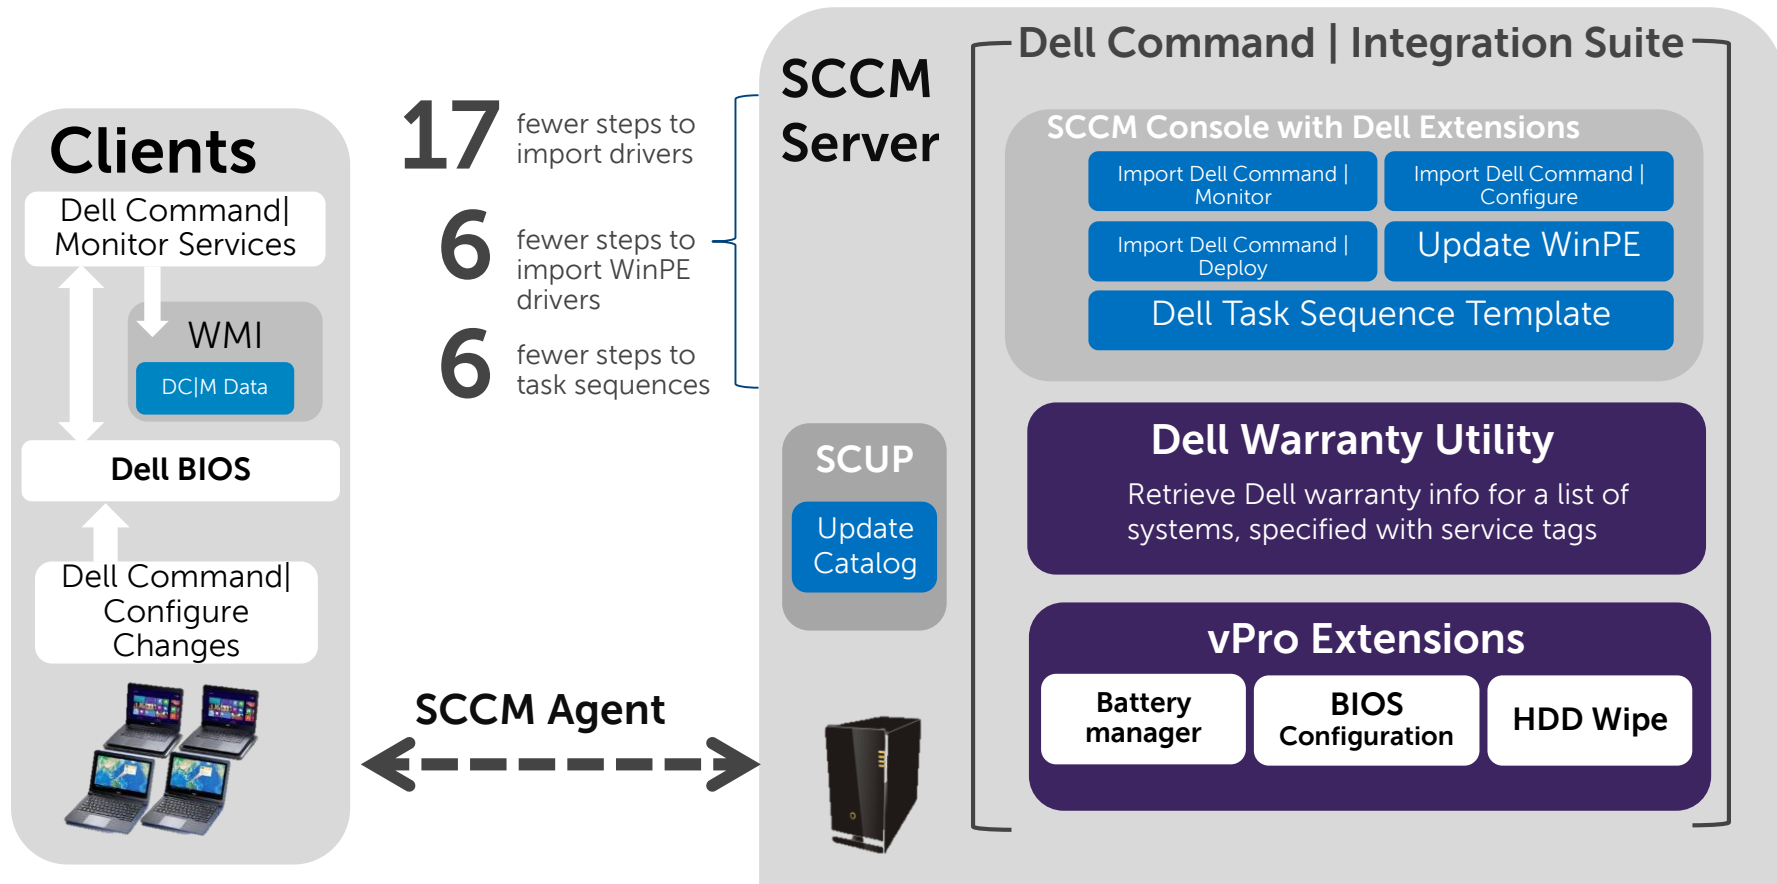 Clients
Dell Command|
Monitor Services
WMI
DC|M Data
Dell BIOS
Dell Command|
Configure
Changes
17
fewer steps to
import drivers
6
fewer steps to
import WinPE
drivers
6
fewer steps to
task sequences
SCCM Agent
SCCM
Server
SCUP
Update
Catalog
Dell Command | Integration Suite
SCCM Console with Dell Extensions
Import Dell Command |
Monitor
Import Dell Command |
Configure
Import Dell Command |
Deploy
Update WinPE
Dell Task Sequence Template
Dell Warranty Utility
Retrieve Dell warranty info for a list of
systems, specified with service tags
vPro Extensions
Battery
manager
BIOS
Configuration
HDD Wipe